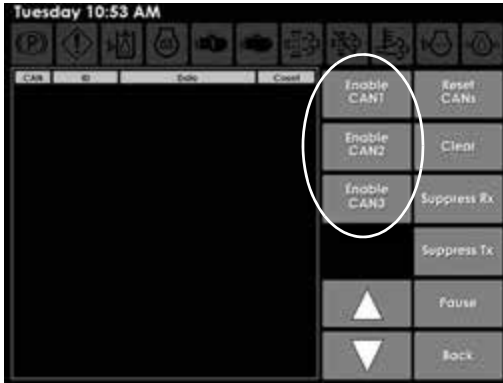 Tuesday 10:53 AM
(P)
CAN ID Data Count
Enable
CAN1
Reset
CANs
Enable
CAN2
Clear
Enable
CAN3
Suppress Rx
Suppress Tx
Pause
Back